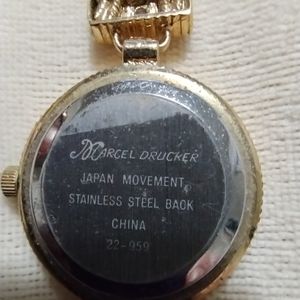 MARCEL DRUCKER
JAPAN MOVEMENT
STAINLESS STEEL BACK
CHINA
22-959